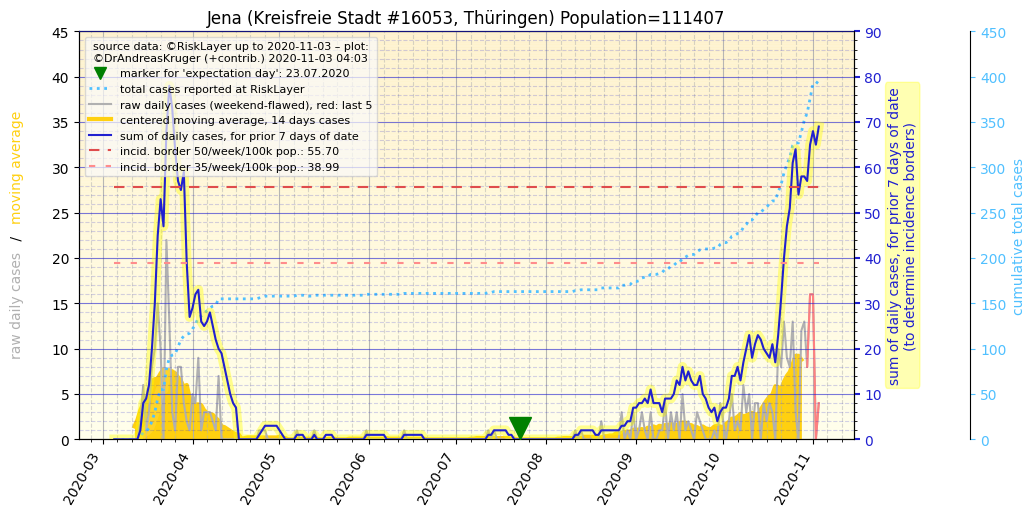 Jena (Kreisfreie Stadt #16053, Thüringen) Population=111407
source data: ©RiskLayer up to 2020-11-03 – plot:
©DrAndreasKruger (+contrib.) 2020-11-03 04:03
marker for 'expectation day': 23.07.2020
total cases reported at RiskLayer
raw daily cases (weekend-flawed), red: last 5
centered moving average, 14 days cases
sum of daily cases, for prior 7 days of date
incid. border 50/week/100k pop.: 55.70
incid. border 35/week/100k pop.: 38.99
raw daily cases / moving average
45
40
35
30
25
20
15
10
5
0
2020-03
2020-04
2020-05
2020-06
2020-07
2020-08
2020-09
2020-10
2020-11
90
80
70
60
50
40
30
20
10
0
sum of daily cases, for prior 7 days of date
(to determine incidence borders)
450
400
350
300
250
200
150
100
50
0
cumulative total cases